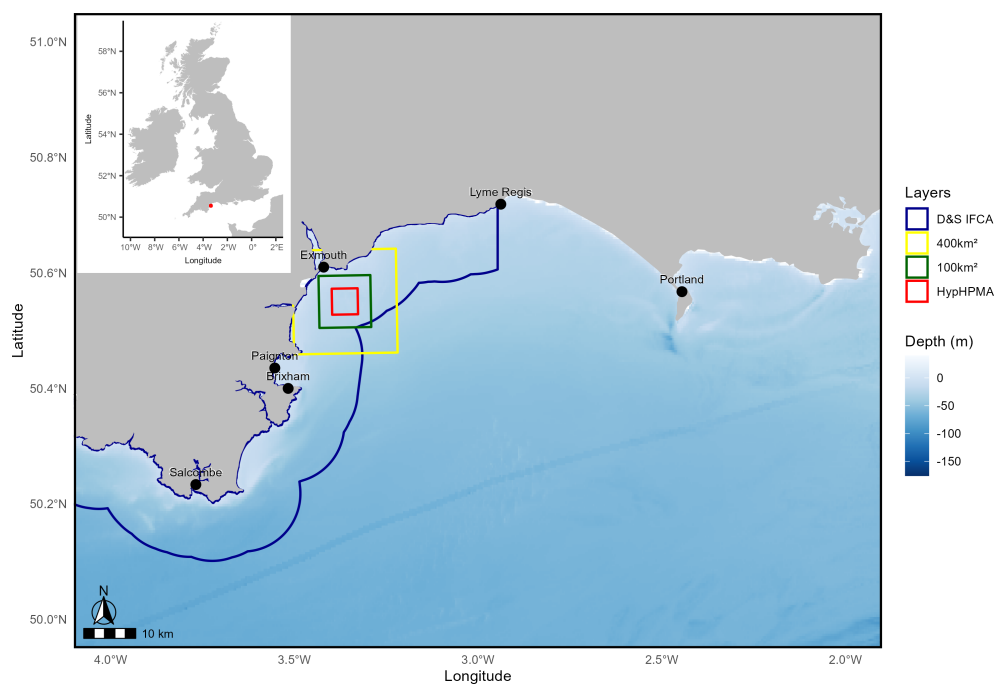 51.0°N
50.8°N
50.6°N
50.4°N
50.2°N
50.0°N
Latitude
4.0°W
3.5°W
3.0°W
2.5°W
2.0°W
Longitude
58°N
56°N
54°N
52°N
50°N
Latitude
10°W 8°W 6°W 4°W 2°W 0° 2°E
Longitude
Lyme Regis
Exmouth
Portland
Paignton
Brixham
Salcombe
N
10 km
Layers
D&S IFCA
400km²
100km²
HypHPMA
Depth (m)
0
-50
-100
-150